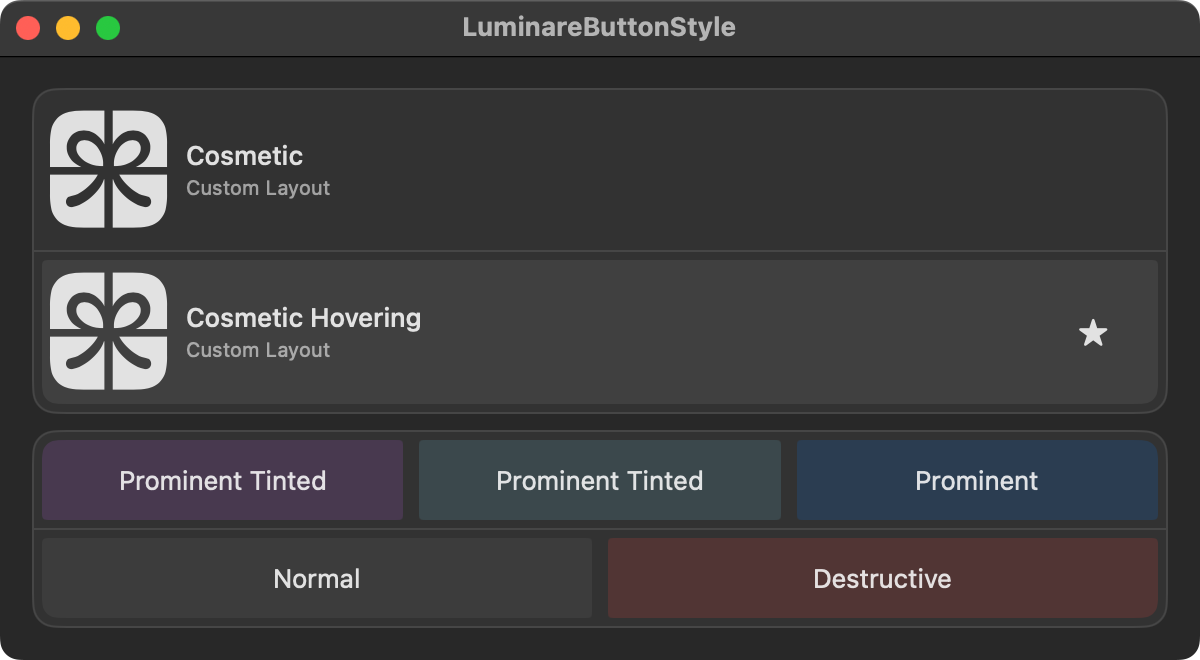 LuminareButtonStyle
Cosmetic
Custom Layout
Cosmetic Hovering
Custom Layout
Prominent Tinted
Prominent Tinted
Prominent
Normal
Destructive